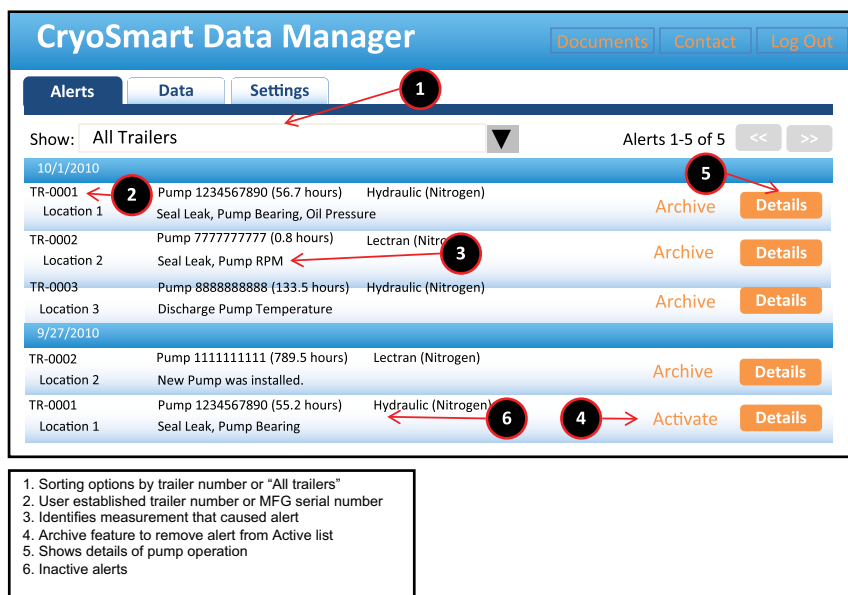 CryoSmart Data Manager
Documents Contact Log Out
Alerts Data Settings
1
Show: All Trailers ▼ Alerts 1-5 of 5 << >>
10/1/2010
5
TR-0001 2 Pump 1234567890 (56.7 hours) Hydraulic (Nitrogen)
Location 1 Seal Leak, Pump Bearing, Oil Pressure Archive Details
TR-0002 Pump 7777777777 (0.8 hours) Lectran (Nitro
Location 2 Seal Leak, Pump RPM 3 Archive Details
TR-0003 Pump 8888888888 (133.5 hours) Hydraulic (Nitrogen)
Location 3 Discharge Pump Temperature Archive Details
9/27/2010
TR-0002 Pump 1111111111 (789.5 hours) Lectran (Nitrogen)
Location 2 New Pump was installed. Archive Details
TR-0001 Pump 1234567890 (55.2 hours) Hydraulic (Nitrogen)
Location 1 Seal Leak, Pump Bearing 6 4 Activate Details
1. Sorting options by trailer number or “All trailers”
2. User established trailer number or MFG serial number
3. Identifies measurement that caused alert
4. Archive feature to remove alert from Active list
5. Shows details of pump operation
6. Inactive alerts